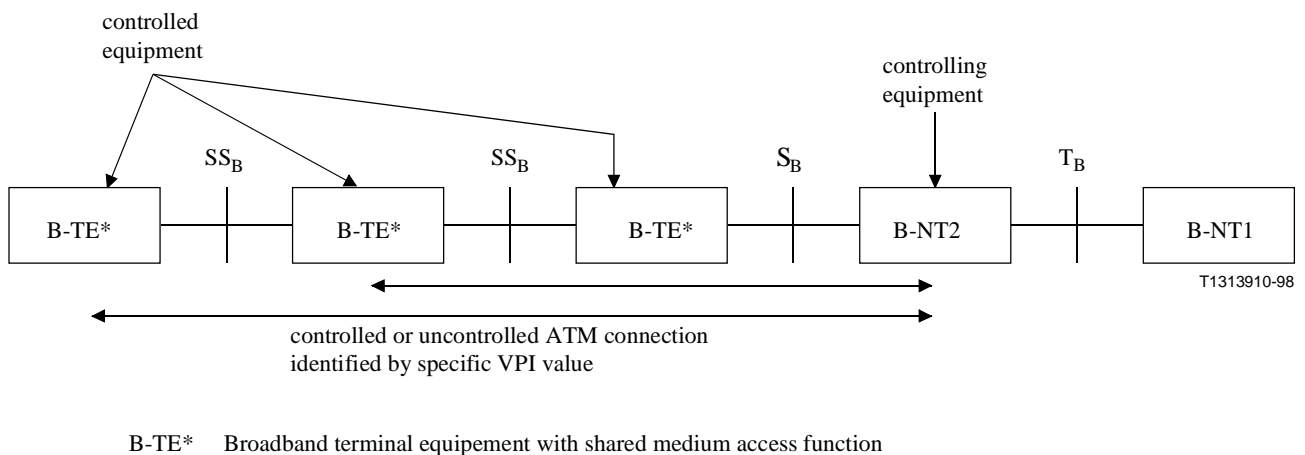 controlled
equipment
controlling
equipment
SS_B
SS_B
S_B
T_B
B-TE*
B-TE*
B-TE*
B-NT2
B-NT1
T1313910-98
controlled or uncontrolled ATM connection
identified by specific VPI value
B-TE* Broadband terminal equipement with shared medium access function